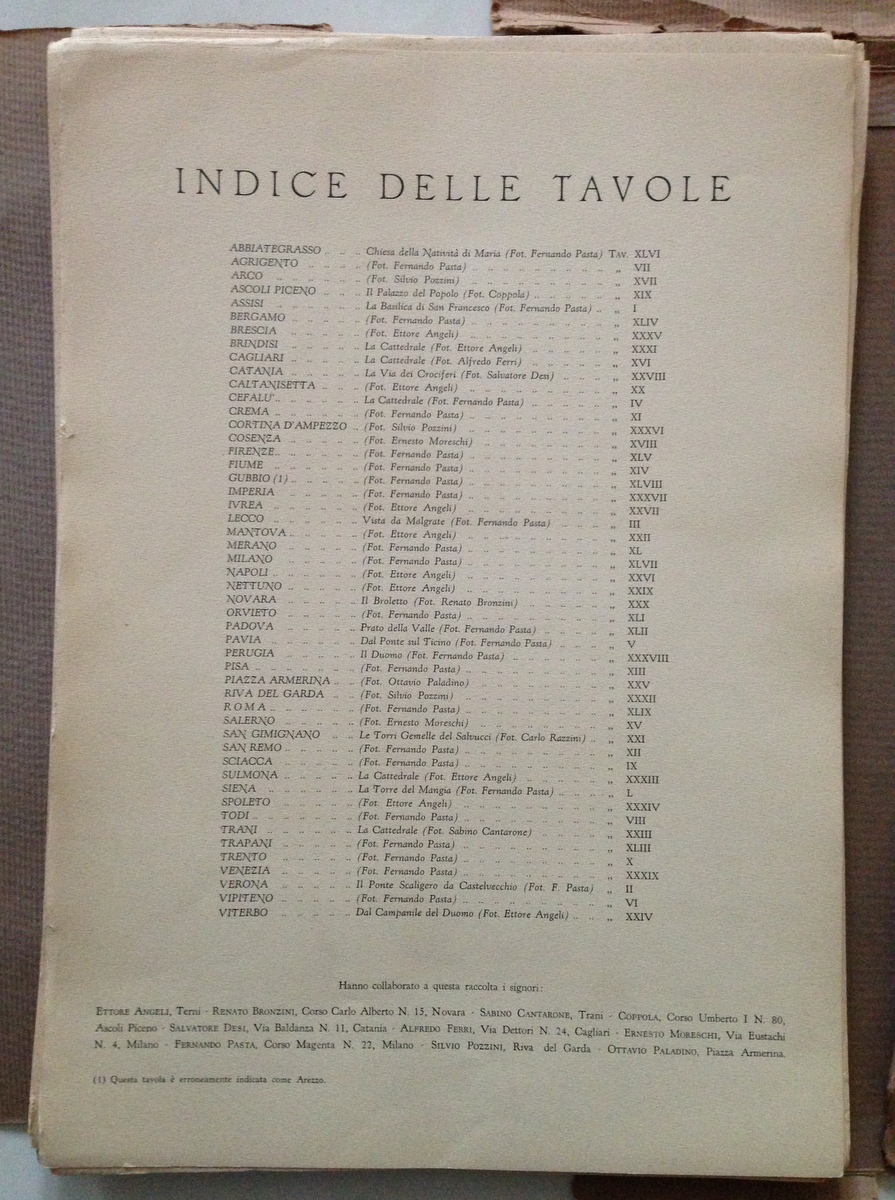 INDICE DELLE TAVOLE
ABBIATEGRASSO .. .. .. Chiesa della Natività di Maria (Fot. Fernando Pasta) TAV. XLVI
AGRIGENTO .. .. .. .. (Fot. Fernando Pasta) .. .. .. .. .. .. .. .. „ VII
ARCO .. .. .. .. .. (Fot. Silvio Pozzini) .. .. .. .. .. .. .. .. „ XVII
ASCOLI PICENO .. .. .. Il Palazzo del Popolo (Fot. Coppola) .. .. .. .. .. „ XIX
ASSISI .. .. .. .. .. La Basilica di San Francesco (Fot. Fernando Pasta) .. „ I
BERGAMO .. .. .. .. (Fot. Fernando Pasta) .. .. .. .. .. .. .. .. „ XLIV
BRESCIA .. .. .. .. .. (Fot. Ettore Angeli) .. .. .. .. .. .. .. .. „ XXXV
BRINDISI .. .. .. .. .. La Cattedrale (Fot. Ettore Angeli) .. .. .. .. .. „ XXXI
CAGLIARI .. .. .. .. La Cattedrale (Fot. Alfredo Ferri) .. .. .. .. .. „ XVI
CATANIA .. .. .. .. .. La Via dei Crociferi (Fot. Salvatore Desi) .. .. .. „ XXVIII
CALTANISETTA .. .. .. (Fot. Ettore Angeli) .. .. .. .. .. .. .. .. „ XX
CEFALU' .. .. .. .. .. La Cattedrale (Fot. Fernando Pasta) .. .. .. .. .. „ IV
CREMA .. .. .. .. .. (Fot. Fernando Pasta) .. .. .. .. .. .. .. .. „ XI
CORTINA D'AMPEZZO .. (Fot. Silvio Pozzini) .. .. .. .. .. .. .. .. „ XXXVI
COSENZA .. .. .. .. (Fot. Ernesto Moreschi) .. .. .. .. .. .. .. „ XVIII
FIRENZE .. .. .. .. .. (Fot. Fernando Pasta) .. .. .. .. .. .. .. .. „ XLV
FIUME .. .. .. .. .. (Fot. Fernando Pasta) .. .. .. .. .. .. .. .. „ XIV
GUBBIO (1) .. .. .. .. (Fot. Fernando Pasta) .. .. .. .. .. .. .. .. „ XLVIII
IMPERIA .. .. .. .. .. (Fot. Fernando Pasta) .. .. .. .. .. .. .. .. „ XXXVII
IVREA .. .. .. .. .. (Fot. Ettore Angeli) .. .. .. .. .. .. .. .. „ XXVII
LECCO .. .. .. .. .. Vista da Malgrate (Fot. Fernando Pasta) .. .. .. „ III
MANTOVA .. .. .. .. (Fot. Ettore Angeli) .. .. .. .. .. .. .. .. „ XXII
MERANO .. .. .. .. .. (Fot. Fernando Pasta) .. .. .. .. .. .. .. .. „ XL
MILANO .. .. .. .. .. (Fot. Fernando Pasta) .. .. .. .. .. .. .. .. „ XLVII
NAPOLI .. .. .. .. .. (Fot. Ettore Angeli) .. .. .. .. .. .. .. .. „ XXVI
NETTUNO .. .. .. .. (Fot. Ettore Angeli) .. .. .. .. .. .. .. .. „ XXIX
NOVARA .. .. .. .. .. Il Broletto (Fot. Renato Bronzini) .. .. .. .. .. „ XXX
ORVIETO .. .. .. .. (Fot. Fernando Pasta) .. .. .. .. .. .. .. .. „ XLI
PADOVA .. .. .. .. .. Prato della Valle (Fot. Fernando Pasta) .. .. .. .. „ XLII
PAVIA .. .. .. .. .. Dal Ponte sul Ticino (Fot. Fernando Pasta) .. .. .. „ V
PERUGIA .. .. .. .. Il Duomo (Fot. Fernando Pasta) .. .. .. .. .. .. „ XXXVIII
PISA .. .. .. .. .. .. (Fot. Fernando Pasta) .. .. .. .. .. .. .. .. „ XIII
PIAZZA ARMERINA .. .. (Fot. Ottavio Paladino) .. .. .. .. .. .. .. „ XXV
RIVA DEL GARDA .. .. (Fot. Silvio Pozzini) .. .. .. .. .. .. .. .. „ XXXII
ROMA .. .. .. .. .. (Fot. Fernando Pasta) .. .. .. .. .. .. .. .. „ XLIX
SALERNO .. .. .. .. (Fot. Ernesto Moreschi) .. .. .. .. .. .. .. „ XV
SAN GIMIGNANO .. .. Le Torri Gemelle del Salvucci (Fot. Carlo Razzini) .. „ XXI
SAN REMO .. .. .. .. (Fot. Fernando Pasta) .. .. .. .. .. .. .. .. „ XII
SCIACCA .. .. .. .. (Fot. Fernando Pasta) .. .. .. .. .. .. .. .. „ IX
SULMONA .. .. .. .. La Cattedrale (Fot. Ettore Angeli) .. .. .. .. .. „ XXXIII
SIENA .. .. .. .. .. La Torre del Mangia (Fot. Fernando Pasta) .. .. .. „ L
SPOLETO .. .. .. .. (Fot. Ettore Angeli) .. .. .. .. .. .. .. .. „ XXXIV
TODI .. .. .. .. .. .. (Fot. Fernando Pasta) .. .. .. .. .. .. .. .. „ VIII
TRANI .. .. .. .. .. La Cattedrale (Fot. Sabino Cantarone) .. .. .. .. „ XXIII
TRAPANI .. .. .. .. (Fot. Fernando Pasta) .. .. .. .. .. .. .. .. „ XLIII
TRENTO .. .. .. .. (Fot. Fernando Pasta) .. .. .. .. .. .. .. .. „ X
VENEZIA .. .. .. .. (Fot. Fernando Pasta) .. .. .. .. .. .. .. .. „ XXXIX
VERONA .. .. .. .. Il Ponte Scaligero da Castelvecchio (Fot. F. Pasta) „ II
VIPITENO .. .. .. .. (Fot. Fernando Pasta) .. .. .. .. .. .. .. .. „ VI
VITERBO .. .. .. .. Dal Campanile del Duomo (Fot. Ettore Angeli) .. .. „ XXIV
Hanno collaborato a questa raccolta i signori:
ETTORE ANGELI, Terni - RENATO BRONZINI, Corso Carlo Alberto N. 15, Novara - SABINO CANTARONE, Trani - COPPOLA, Corso Umberto I N. 80,
Ascoli Piceno - SALVATORE DESI, Via Baldanza N. 11, Catania - ALFREDO FERRI, Via Dettori N. 24, Cagliari - ERNESTO MORESCHI, Via Eustachi
N. 4, Milano - FERNANDO PASTA, Corso Magenta N. 22, Milano - SILVIO POZZINI, Riva del Garda - OTTAVIO PALADINO, Piazza Armerina.
(1) Questa tavola è erroneamente indicata come Arezzo.